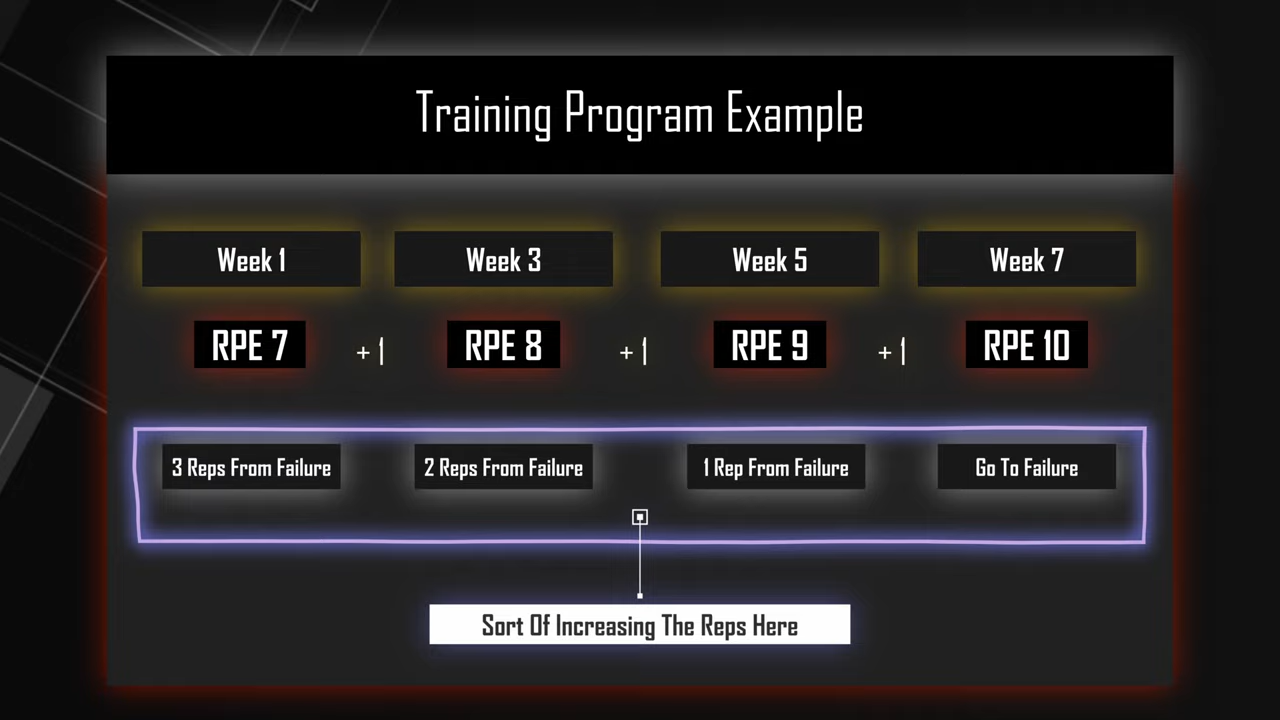 Training Program Example
Week 1
Week 3
Week 5
Week 7
RPE 7
+ 1
RPE 8
+ 1
RPE 9
+ 1
RPE 10
3 Reps From Failure
2 Reps From Failure
1 Rep From Failure
Go To Failure
Sort Of Increasing The Reps Here